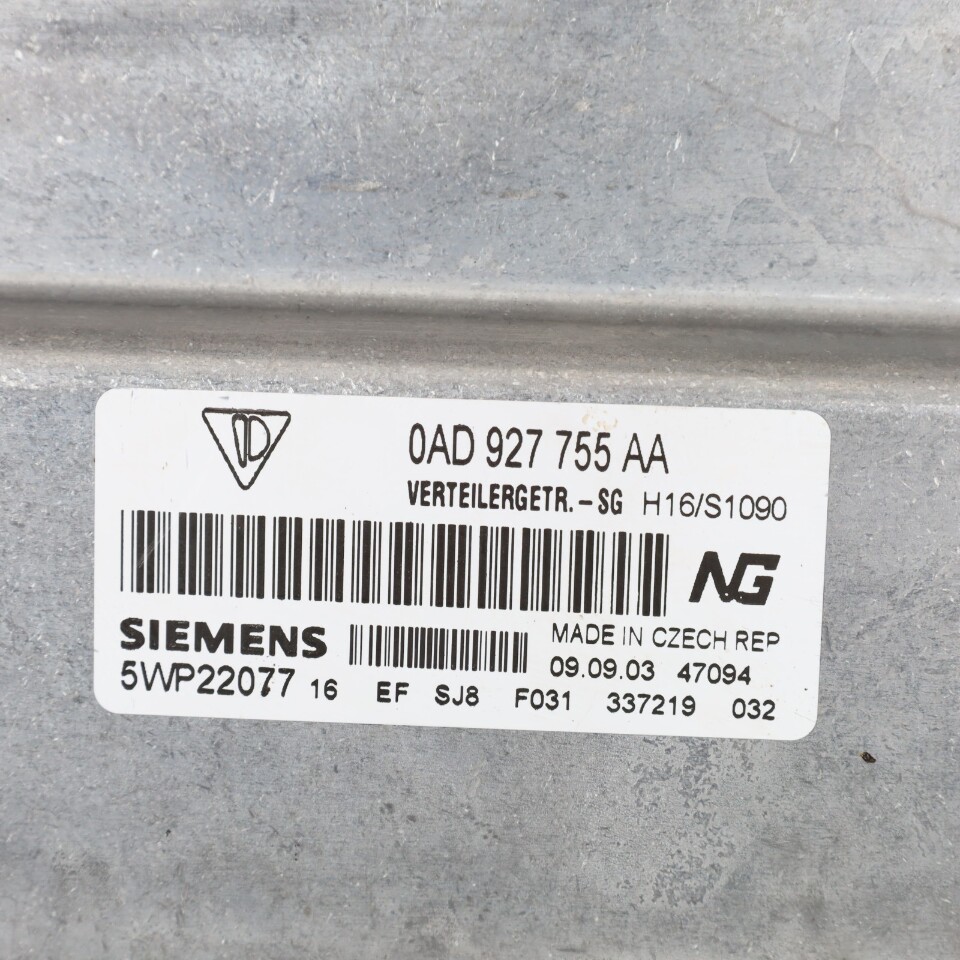 0AD 927 755 AA
VERTEILERGETR.-SG H16/S1090
NG
SIEMENS
MADE IN CZECH REP
09.09.03 47094
5WP22077 16 EF SJ8 F031 337219 032